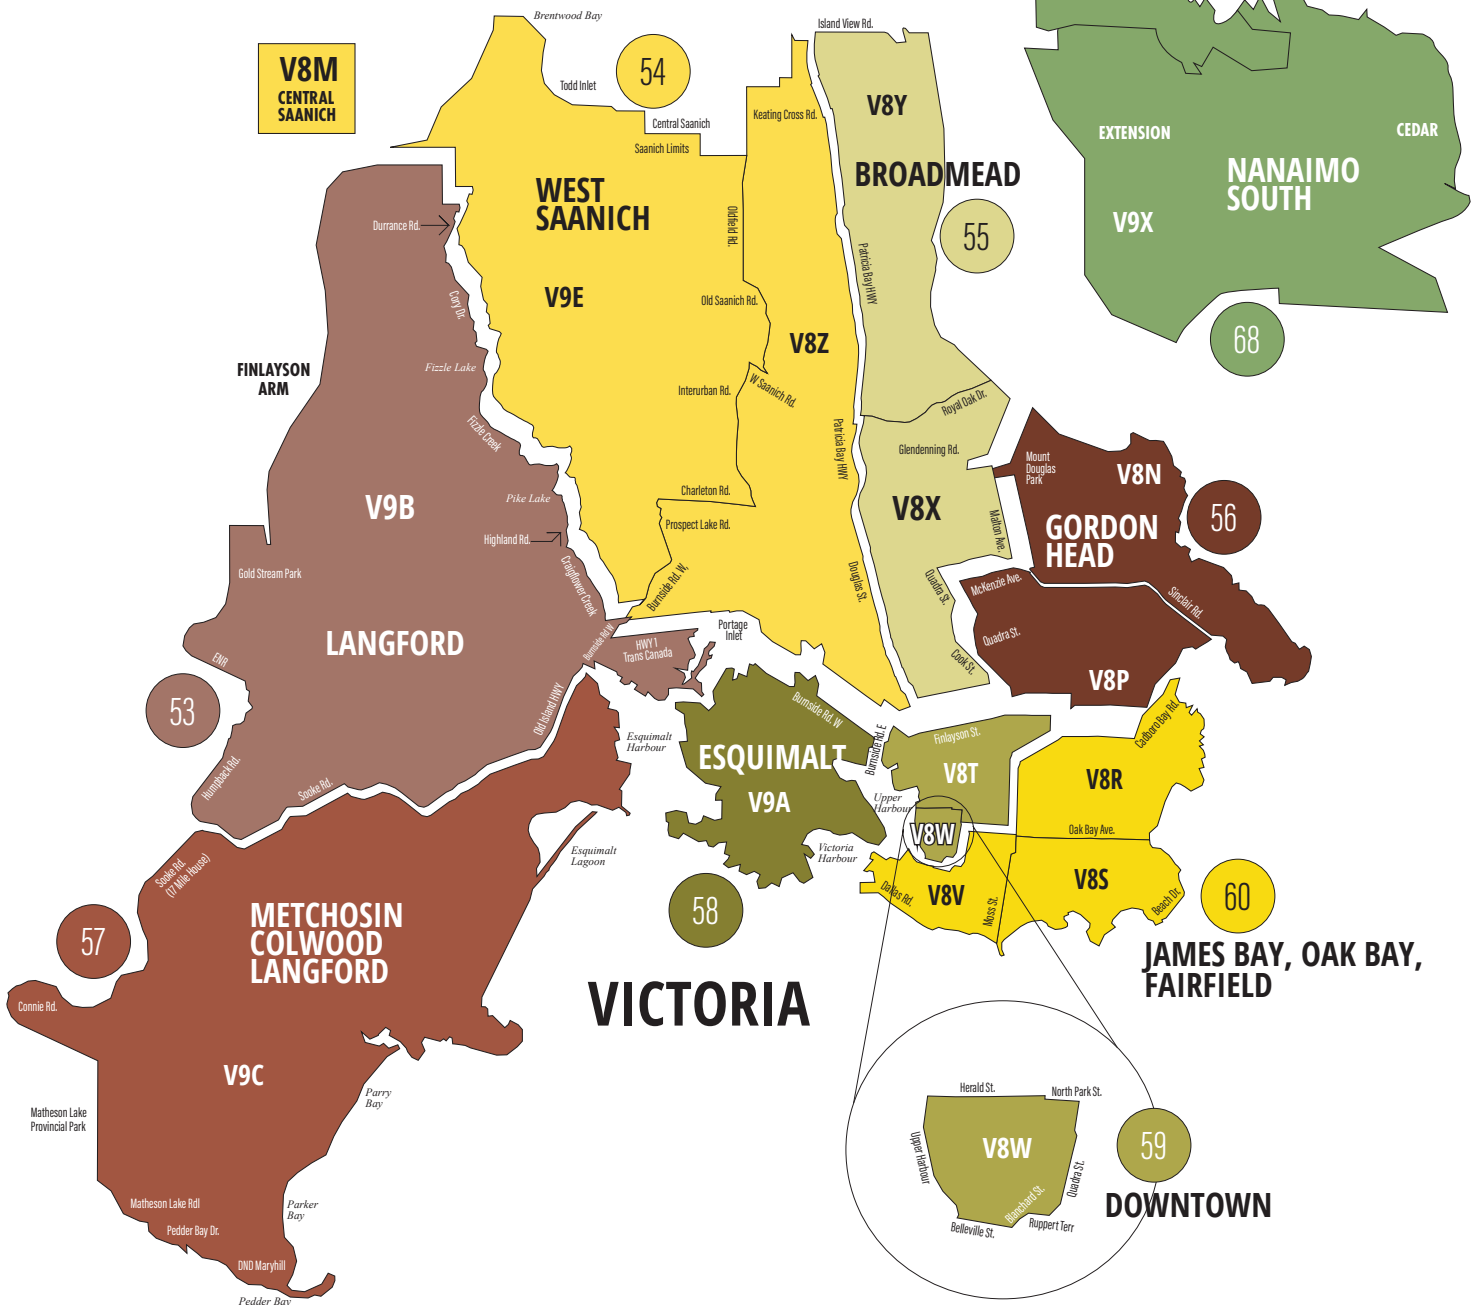 Brentwood Bay
Island View Rd.
V8M
CENTRAL
SAANICH
54
Todd Inlet
Central Saanich
Saanich Limits
Keating Cross Rd.
V8Y
EXTENSION
CEDAR
NANAIMO
SOUTH
V9X
68
BROADMEAD
55
WEST
SAANICH
Oldfield Rd.
Durrance Rd.
Patricia Bay HWY
V9E
Old Saanich Rd.
Cory Dr.
V8Z
FINLAYSON
ARM
Fizzle Lake
Interurban Rd.
W Saanich Rd.
Royal Oak Dr.
Fizzle Creek
Patricia Bay HWY
Glendenning Rd.
Mount
Douglas
Park
V8N
Pike Lake
Charleton Rd.
V9B
V8X
Malton Ave.
GORDON
HEAD
56
Prospect Lake Rd.
Highland Rd.
Gold Stream Park
Craigflower Creek
Burnside Rd. W,
Douglas St.
Quadra St.
McKenzie Ave.
Sinclair Rd.
LANGFORD
Burnside Rd W
HWY 1
Trans Canada
Portage
Inlet
Quadra St.
Cook St.
V8P
ENR
53
Old Island HWY
Humpback Rd.
Sooke Rd.
Esquimalt
Harbour
Burnside Rd. W
Burnside Rd. E
Finlayson St.
Cadboro Bay Rd.
ESQUIMALT
V9A
V8T
V8R
Upper
Harbour
V8W
Oak Bay Ave.
Victoria
Harbour
Esquimalt
Lagoon
Sooke Rd.
(17 Mile House)
Dallas Rd.
V8V
Moss St.
V8S
Beach Dr.
60
58
57
METCHOSIN
COLWOOD
LANGFORD
JAMES BAY, OAK BAY,
FAIRFIELD
VICTORIA
Connie Rd.
V9C
Parry
Bay
Matheson Lake
Provincial Park
Herald St.
North Park St.
Upper Harbour
V8W
Quadra St.
59
Blanchard St.
Belleville St.
Ruppert Terr
DOWNTOWN
Matheson Lake Rdl
Parker
Bay
Pedder Bay Dr.
DND Maryhill
Pedder Bay